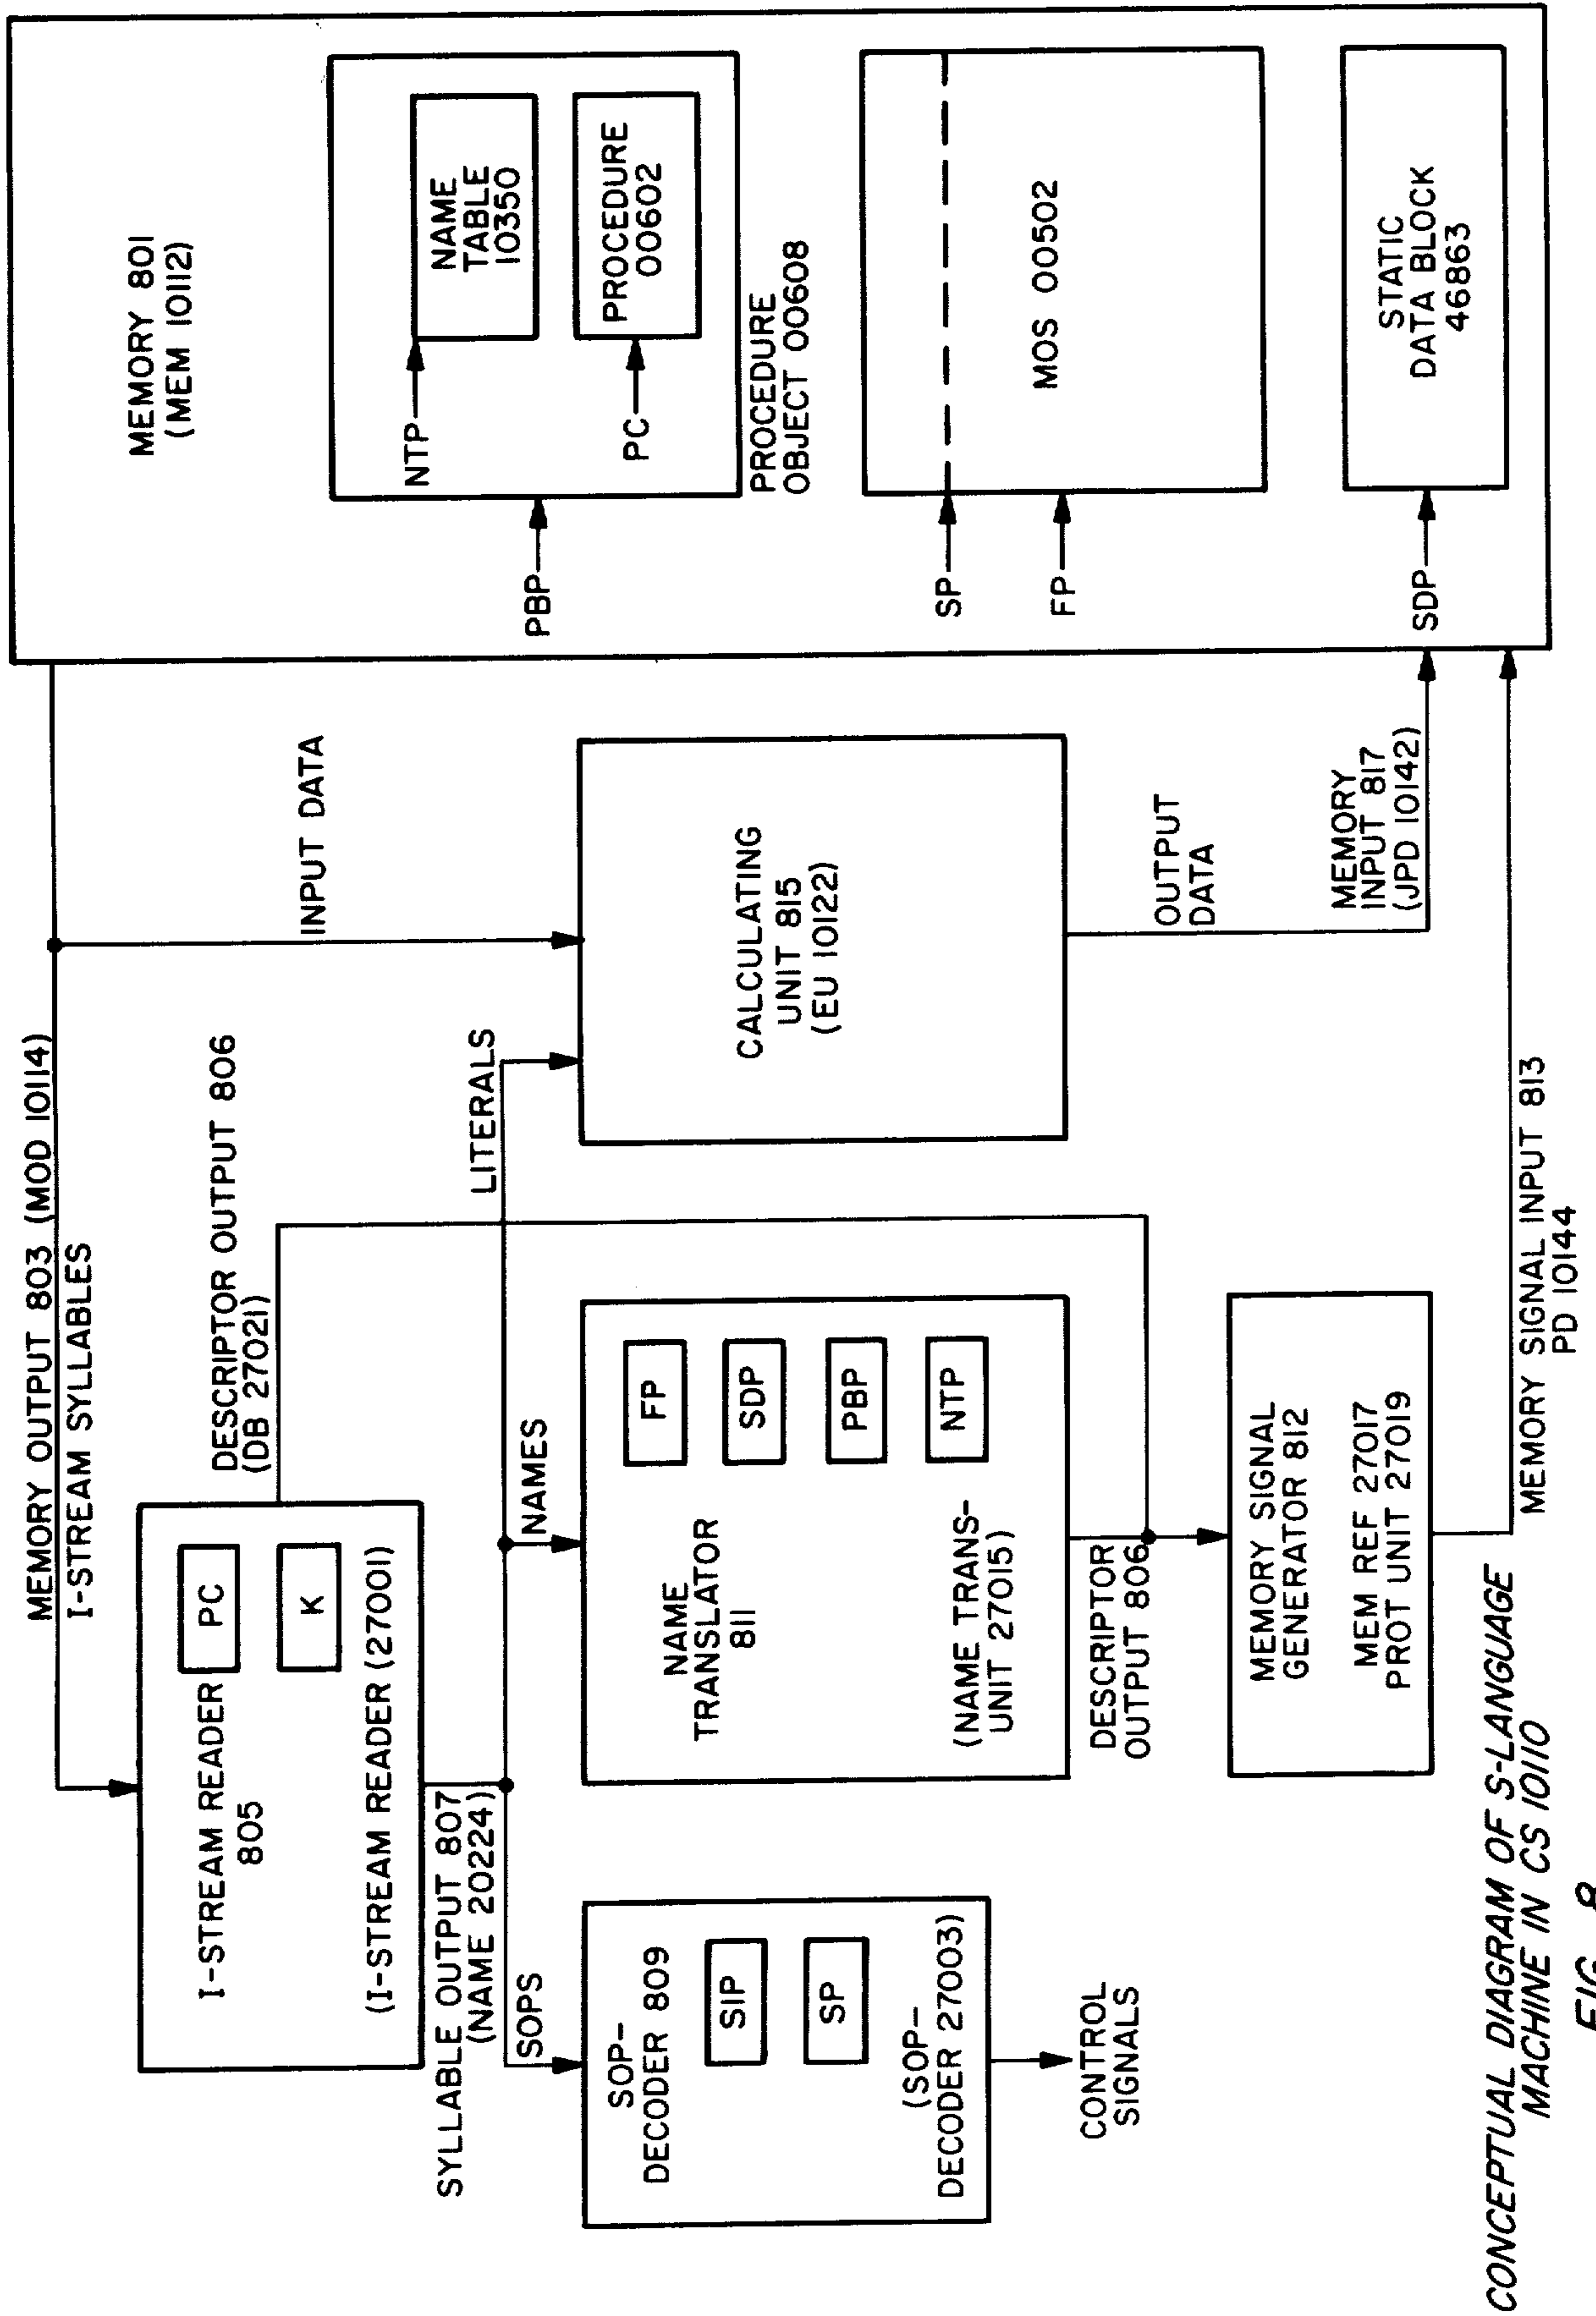 MEMORY OUTPUT 803 (MOD 10114)
I-STREAM SYLLABLES
I-STREAM READER
805
PC
K
(I-STREAM READER (27001)
DESCRIPTOR OUTPUT 806
(DB 27021)
SYLLABLE OUTPUT 807
(NAME 20224)
SOPS
NAMES
LITERALS
INPUT DATA
SOP-
DECODER 809
SIP
SP
(SOP-
DECODER 27003)
CONTROL
SIGNALS
NAME
TRANSLATOR
811
FP
SDP
PBP
NTP
(NAME TRANS-
UNIT 27015)
DESCRIPTOR
OUTPUT 806
MEMORY SIGNAL
GENERATOR 812
MEM REF 27017
PROT UNIT 27019
CALCULATING
UNIT 815
(EU 10122)
OUTPUT
DATA
MEMORY
INPUT 817
(JPD 10142)
MEMORY SIGNAL INPUT 813
PD 10144
MEMORY 801
(MEM 10112)
PBP
NTP
NAME
TABLE
10350
PC
PROCEDURE
00602
PROCEDURE
OBJECT 00608
SP
FP
MOS 00502
SDP
STATIC
DATA BLOCK
46863
CONCEPTUAL DIAGRAM OF S-LANGUAGE
MACHINE IN CS 10110
FIG. 8